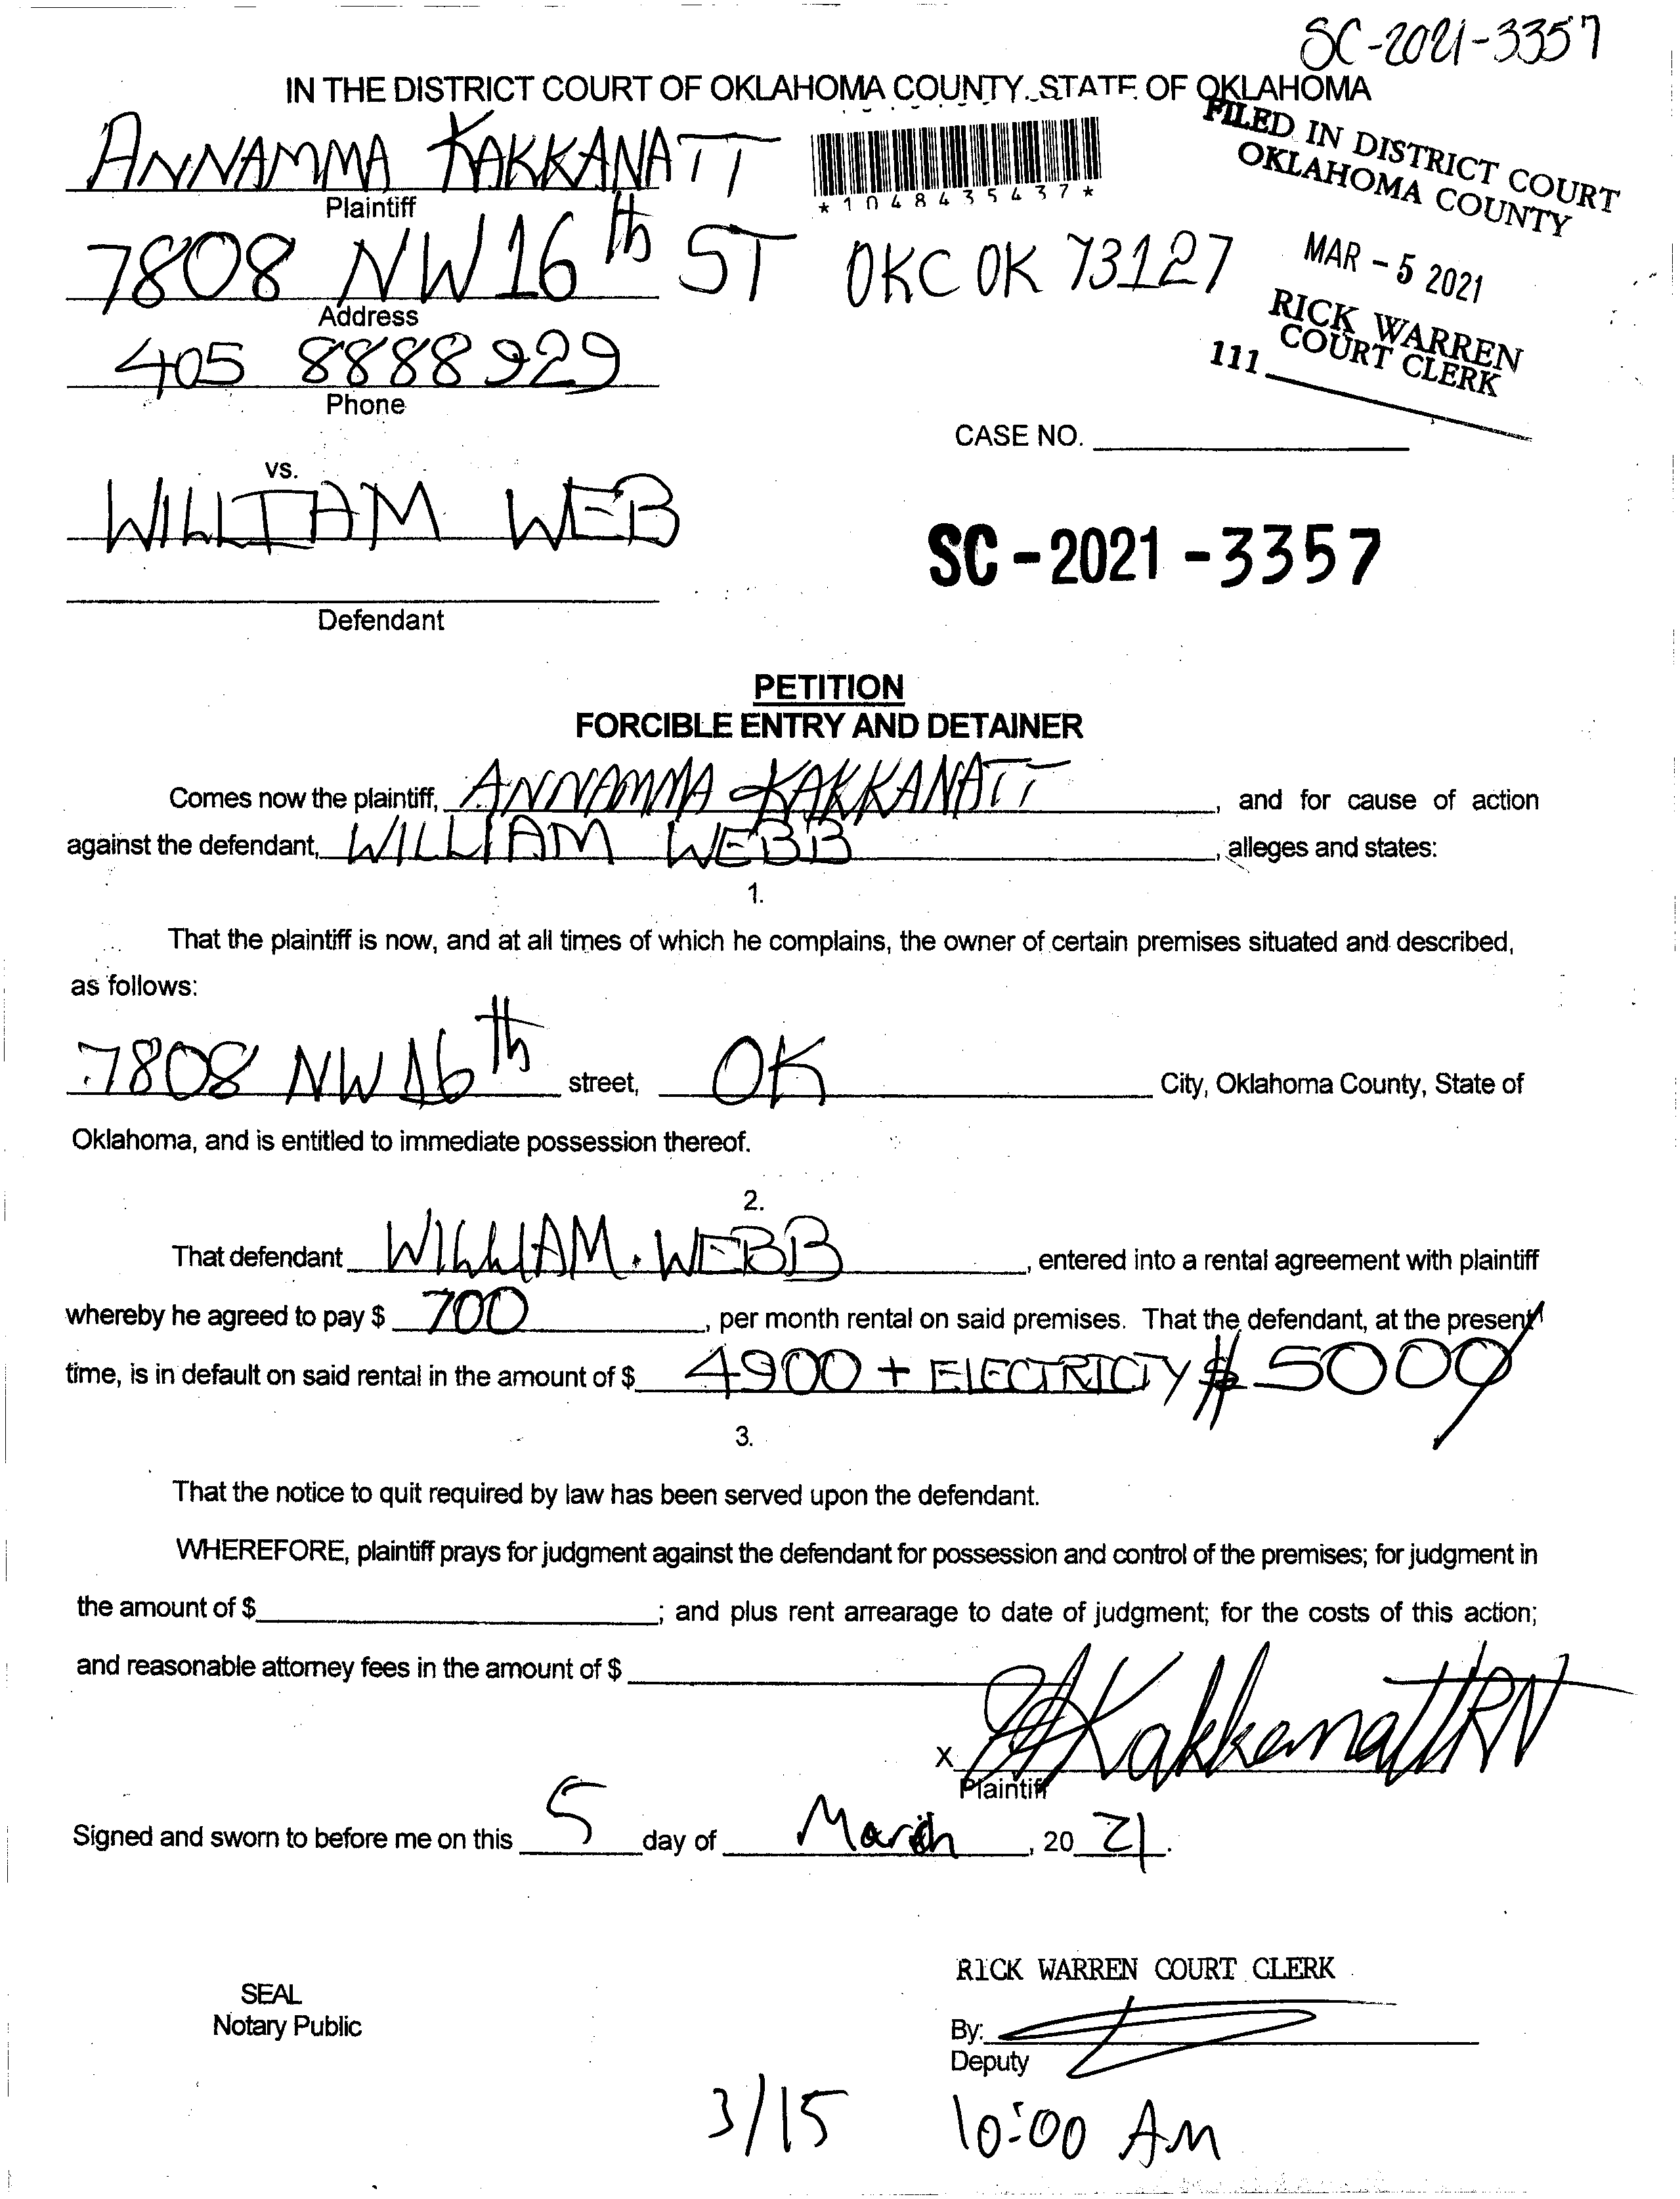 SC-2021-3357
IN THE DISTRICT COURT OF OKLAHOMA COUNTY, STATE OF OKLAHOMA
FILED IN DISTRICT COURT
OKLAHOMA COUNTY
MAR - 5 2021
RICK WARREN
COURT CLERK
111
ANNAMMA KAKKANATT
Plaintiff
*1048435437*
7808 NW 16th ST OKC OK 73127
Address
405 8888929
Phone
CASE NO.
vs.
WILLIAM WEB
SC-2021-3357
Defendant
PETITION
FORCIBLE ENTRY AND DETAINER
Comes now the plaintiff, ANNAMMA KAKKANATT, and for cause of action
against the defendant, WILLIAM WEBB, alleges and states:
1.
That the plaintiff is now, and at all times of which he complains, the owner of certain premises situated and described,
as follows:
7808 NW 16th street, OK City, Oklahoma County, State of
Oklahoma, and is entitled to immediate possession thereof.
2.
That defendant WILLIAM. WEBB, entered into a rental agreement with plaintiff
whereby he agreed to pay $ 700, per month rental on said premises. That the defendant, at the present
time, is in default on said rental in the amount of $ 4900 + ELECTRICTY $ 5000
3.
That the notice to quit required by law has been served upon the defendant.
WHEREFORE, plaintiff prays for judgment against the defendant for possession and control of the premises; for judgment in
the amount of $ ; and plus rent arrearage to date of judgment; for the costs of this action;
and reasonable attorney fees in the amount of $
X AKakkanatt RN
Plaintiff
Signed and sworn to before me on this 5 day of March, 20 21.
RICK WARREN COURT CLERK
SEAL
Notary Public
By:
Deputy
3/15 10:00 AM